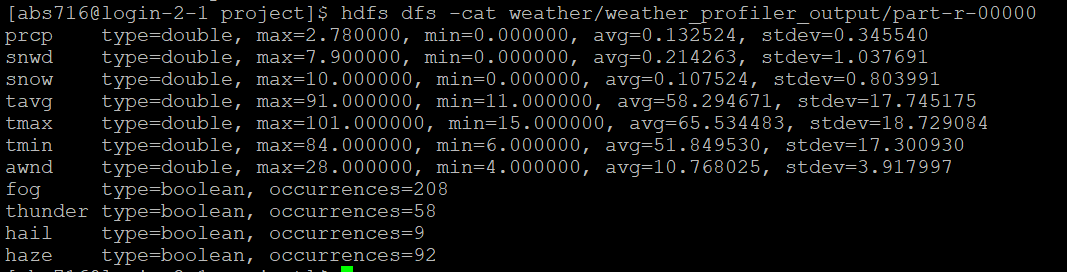 [abs716@login-2-1 project]$ hdfs dfs -cat weather/weather_profiler_output/part-r-00000
prcp    type=double, max=2.780000, min=0.000000, avg=0.132524, stdev=0.345540
snwd    type=double, max=7.900000, min=0.000000, avg=0.214263, stdev=1.037691
snow    type=double, max=10.000000, min=0.000000, avg=0.107524, stdev=0.803991
tavg    type=double, max=91.000000, min=11.000000, avg=58.294671, stdev=17.745175
tmax    type=double, max=101.000000, min=15.000000, avg=65.534483, stdev=18.729084
tmin    type=double, max=84.000000, min=6.000000, avg=51.849530, stdev=17.300930
awnd    type=double, max=28.000000, min=4.000000, avg=10.768025, stdev=3.917997
fog     type=boolean, occurrences=208
thunder type=boolean, occurrences=58
hail    type=boolean, occurrences=9
haze    type=boolean, occurrences=92